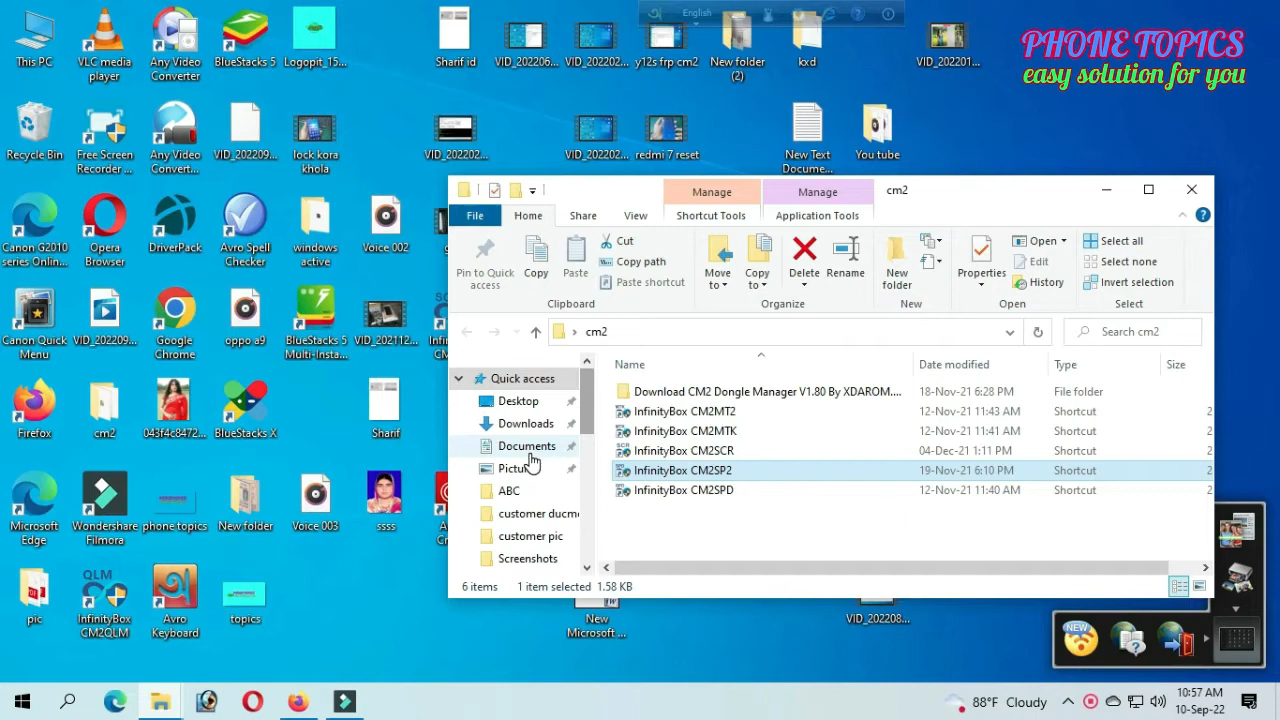 English
PHONE TOPICS
easy solution for you
This PC
VLC media player
Any Video Converter
BlueStacks 5
Logopit_15...
Sharif id
VID_202206...
VID_202202...
y12s frp cm2
New folder (2)
kxd
VID_202201...
Recycle Bin
Free Screen Recorder ...
Any Video Convert...
VID_202209...
lock kora khola
VID_202202...
VID_202202...
redmi 7 reset
New Text Docume...
You tube
Canon G2010 series Onlin...
Opera Browser
DriverPack
Avro Spell Checker
windows active
Voice 002
Canon Quick Menu
VID_202209...
Google Chrome
oppo a9
BlueStacks 5 Multi-Insta...
VID_202112...
Firefox
cm2
043f4c8472...
BlueStacks X
Sharif
Microsoft Edge
Wondershare Filmora
phone topics
New folder
Voice 003
ssss
pic
QLM
InfinityBox CM2QLM
Avro Keyboard
topics
New Microsoft ...
VID_202208...
Manage
Manage
cm2
File
Home
Share
View
Shortcut Tools
Application Tools
Pin to Quick access
Copy
Paste
Cut
Copy path
Paste shortcut
Move to
Copy to
Delete
Rename
New folder
Properties
Open
Edit
History
Select all
Select none
Invert selection
Clipboard
Organize
New
Open
Select
cm2
Search cm2
Quick access
Desktop
Downloads
Documents
ABC
customer ducme
customer pic
Screenshots
Name
Date modified
Type
Size
Download CM2 Dongle Manager V1.80 By XDAROM....
18-Nov-21 6:28 PM
File folder
InfinityBox CM2MT2
12-Nov-21 11:43 AM
Shortcut
2
InfinityBox CM2MTK
12-Nov-21 11:41 AM
Shortcut
2
SCR
InfinityBox CM2SCR
04-Dec-21 1:11 PM
Shortcut
2
InfinityBox CM2SP2
19-Nov-21 6:10 PM
Shortcut
2
InfinityBox CM2SPD
12-Nov-21 11:40 AM
Shortcut
2
6 items
1 item selected
1.58 KB
NEW
88°F
Cloudy
10:57 AM
10-Sep-22